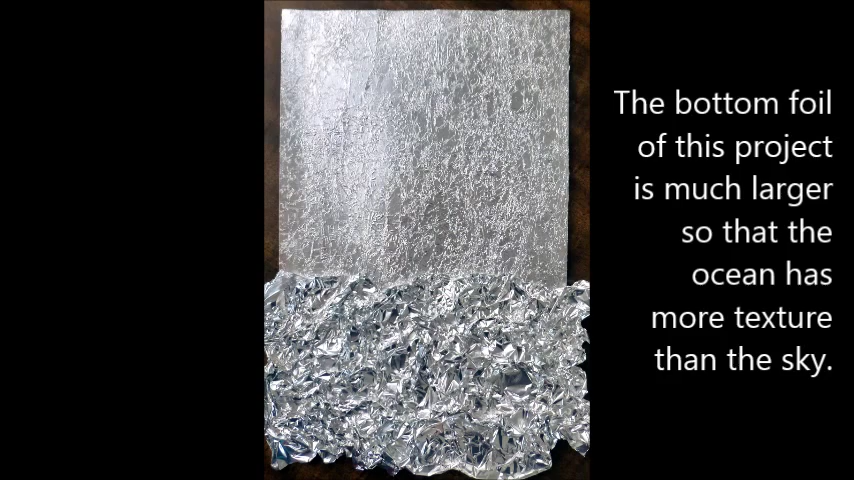 The bottom foil
of this project
is much larger
so that the
ocean has
more texture
than the sky.